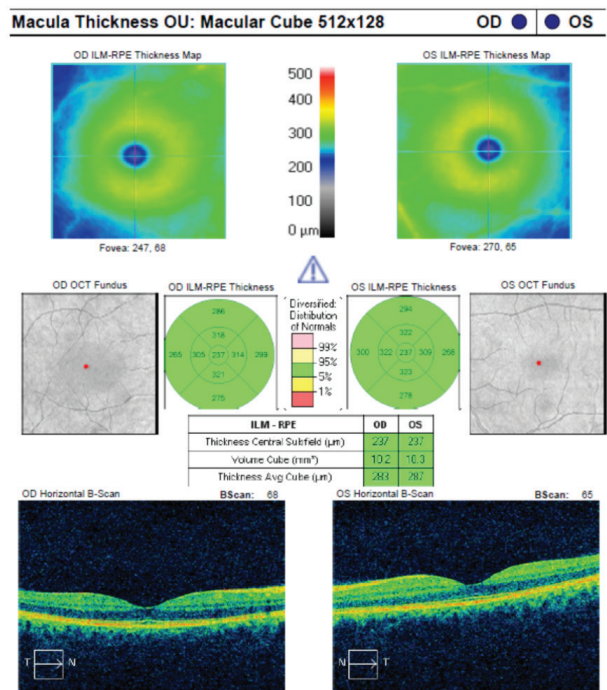 Macula Thickness OU: Macular Cube 512x128 OD OS
OD ILM-RPE Thickness Map
OS ILM-RPE Thickness Map
500
400
300
200
100
0 μm
Fovea: 247, 68
Fovea: 270, 65
OD OCT Fundus
OD ILM-RPE Thickness
OS ILM-RPE Thickness
OS OCT Fundus
286
318
265 305 237 314 299
321
275
Diversified:
Distribution
of Normals
99%
95%
5%
1%
294
322
300 322 237 309 268
323
278
ILM - RPE OD OS
Thickness Central Subfield (μm) 237 237
Volume Cube (mm³) 10.2 10.3
Thickness Avg Cube (μm) 283 287
OD Horizontal B-Scan BScan: 68
OS Horizontal B-Scan BScan: 65
T N
N T